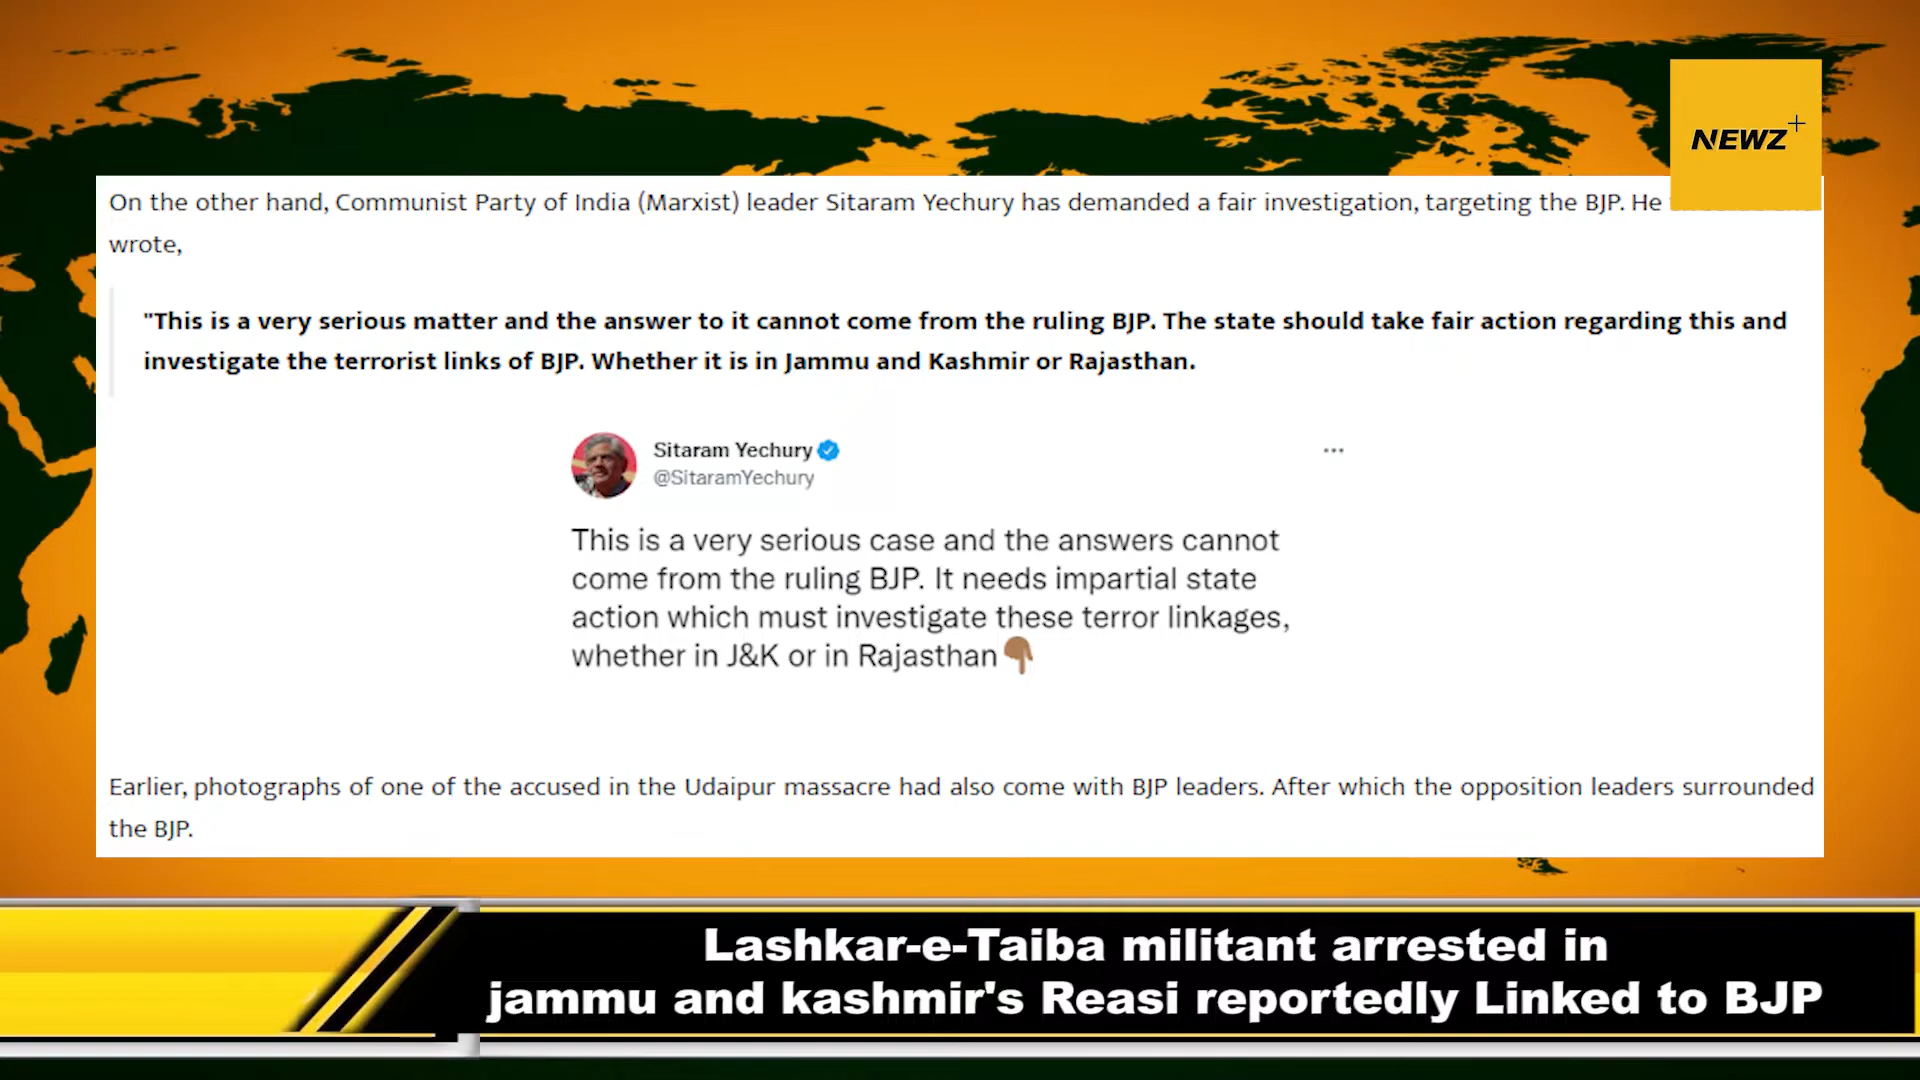 NEWZ+
On the other hand, Communist Party of India (Marxist) leader Sitaram Yechury has demanded a fair investigation, targeting the BJP. He
wrote,
"This is a very serious matter and the answer to it cannot come from the ruling BJP. The state should take fair action regarding this and
investigate the terrorist links of BJP. Whether it is in Jammu and Kashmir or Rajasthan.
Sitaram Yechury
@SitaramYechury
This is a very serious case and the answers cannot
come from the ruling BJP. It needs impartial state
action which must investigate these terror linkages,
whether in J&K or in Rajasthan👇🏾
Earlier, photographs of one of the accused in the Udaipur massacre had also come with BJP leaders. After which the opposition leaders surrounded
the BJP.
Lashkar-e-Taiba militant arrested in
jammu and kashmir's Reasi reportedly Linked to BJP